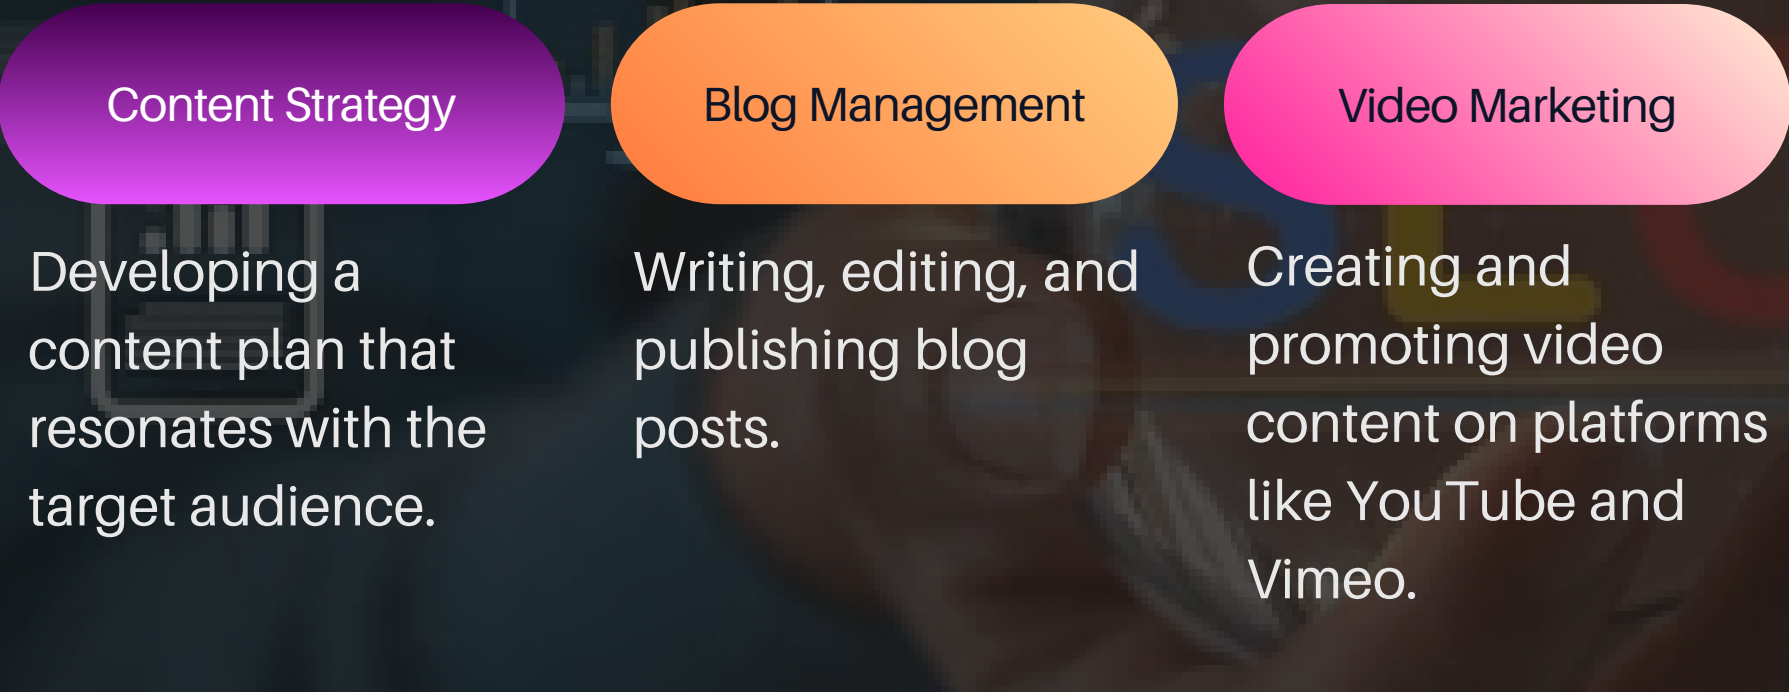 Content Strategy
Blog Management
Video Marketing
Developing a
content plan that
resonates with the
target audience.
Writing, editing, and
publishing blog
posts.
Creating and
promoting video
content on platforms
like YouTube and
Vimeo.